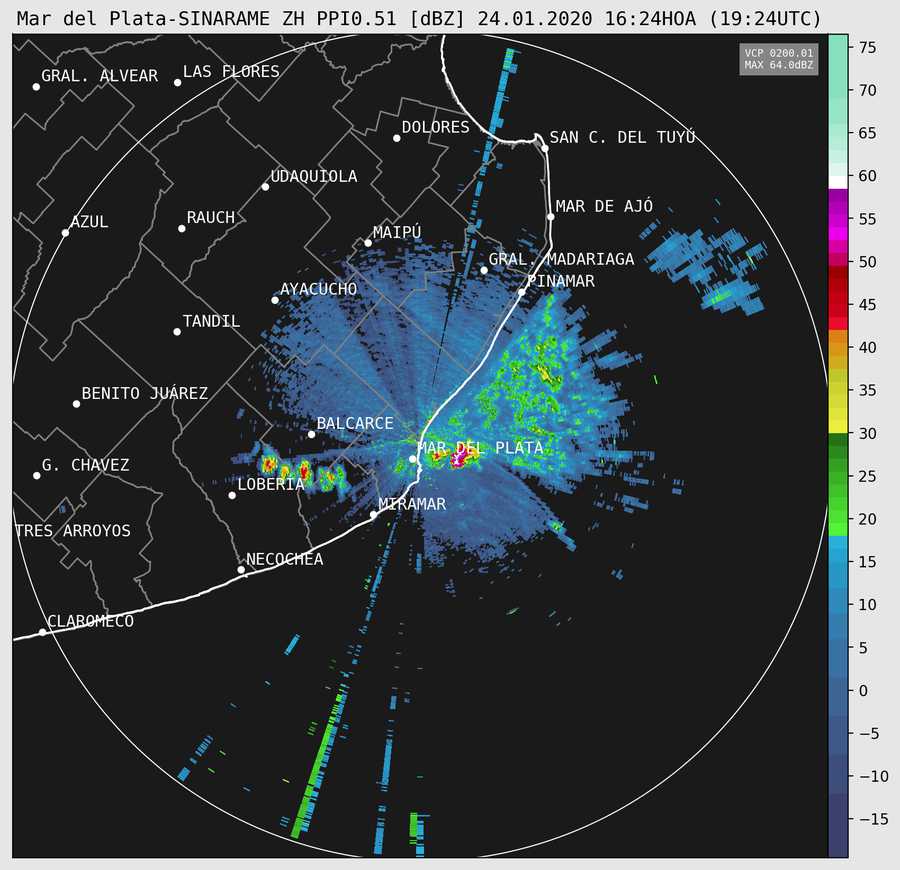 Mar del Plata-SINARAME ZH PPI0.51 [dBZ] 24.01.2020 16:24HOA (19:24UTC)
VCP 0200.01
MAX 64.0dBZ
GRAL. ALVEAR
LAS FLORES
DOLORES
SAN C. DEL TUYÚ
UDAQUIOLA
MAR DE AJÓ
AZUL
RAUCH
MAIPÚ
GRAL. MADARIAGA
PINAMAR
AYACUCHO
TANDIL
BENITO JUÁREZ
BALCARCE
MAR DEL PLATA
G. CHAVEZ
LOBERÍA
MIRAMAR
TRES ARROYOS
NECOCHEA
CLAROMECO
75
70
65
60
55
50
45
40
35
30
25
20
15
10
5
0
−5
−10
−15